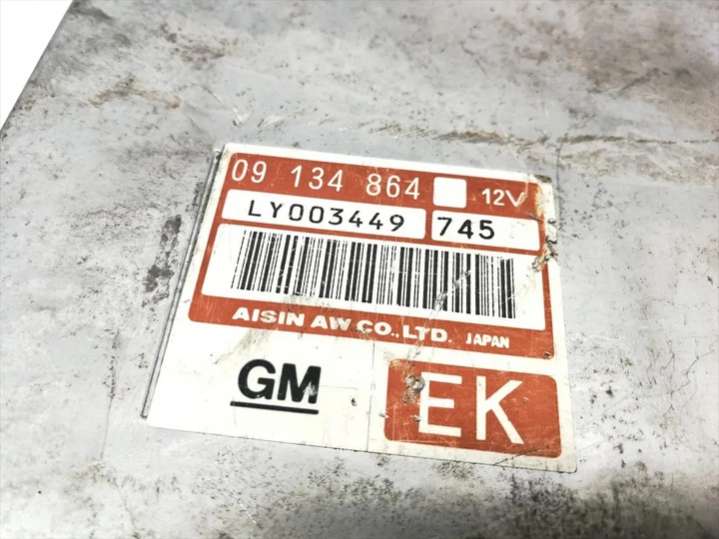 09 134 864 12V
LY003449 745
AISIN AW CO., LTD. JAPAN
GM EK